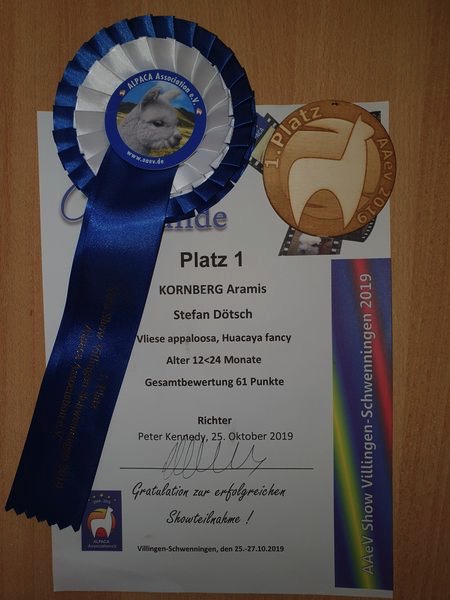 ALPACA Association e.V.
www.aaev.de
1. Platz
AAeV 2019
Platz 1
KORNBERG Aramis
Stefan Dötsch
Vliese appaloosa, Huacaya fancy
Alter 12<24 Monate
Gesamtbewertung 61 Punkte
Richter
Peter Kennedy, 25. Oktober 2019
Gratulation zur erfolgreichen
Showteilnahme !
Villingen-Schwenningen, den 25.-27.10.2019
AAeV Show Villingen-Schwenningen 2019
ALPACA